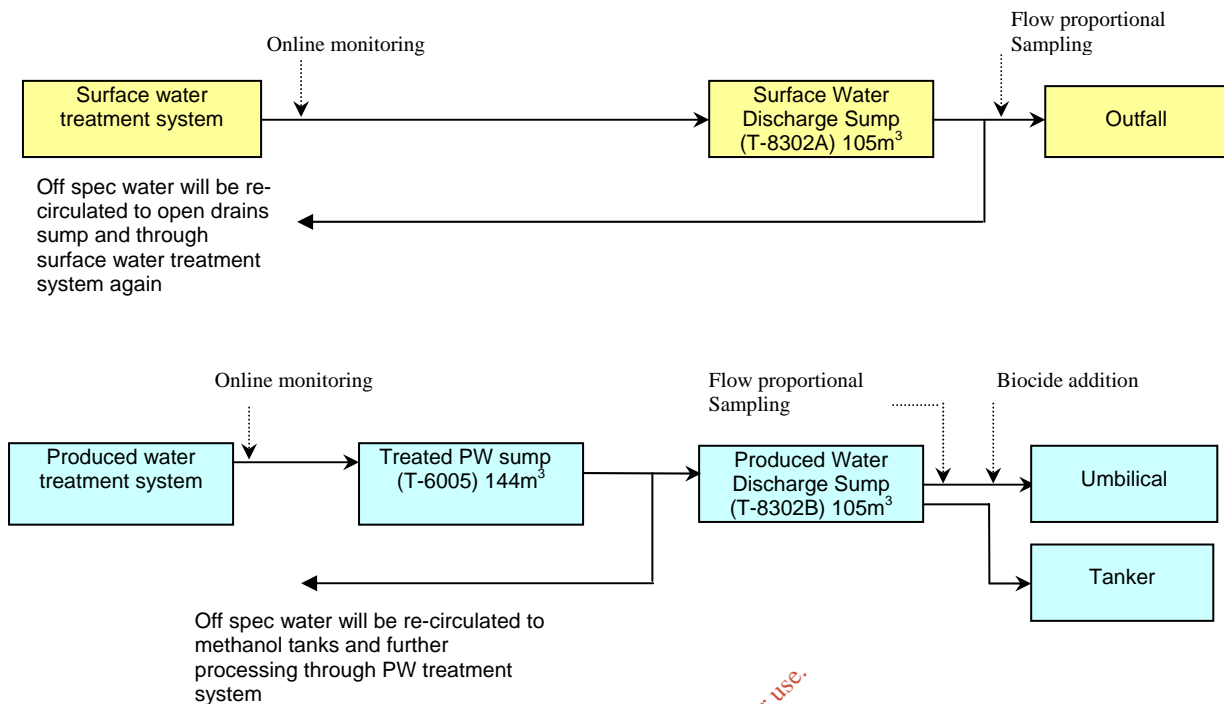 Flow proportional
Sampling
Online monitoring
Surface water
treatment system
Surface Water
Discharge Sump
(T-8302A) 105m³
Outfall
Off spec water will be re-
circulated to open drains
sump and through
surface water treatment
system again
Online monitoring
Flow proportional
Sampling
Biocide addition
Produced water
treatment system
Treated PW sump
(T-6005) 144m³
Produced Water
Discharge Sump
(T-8302B) 105m³
Umbilical
Tanker
Off spec water will be re-circulated to
methanol tanks and further
processing through PW treatment
system
use.